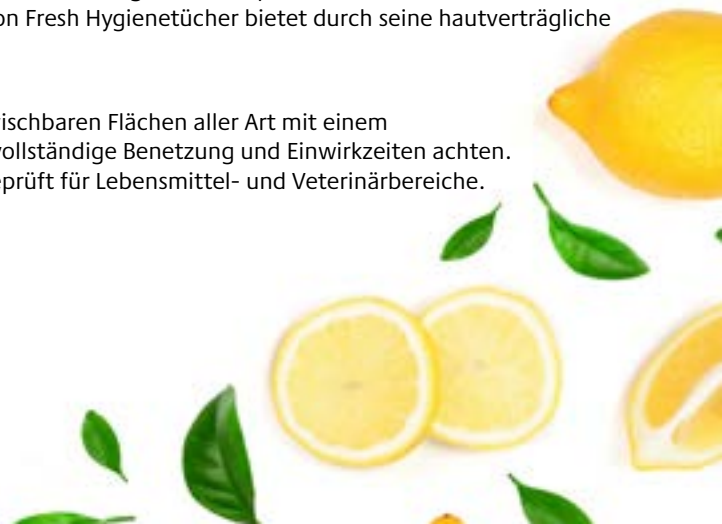 on Fresh Hygienetücher bietet durch seine hautverträgliche
ischbaren Flächen aller Art mit einem
ollständige Benetzung und Einwirkzeiten achten.
prüft für Lebensmittel- und Veterinärbereiche.